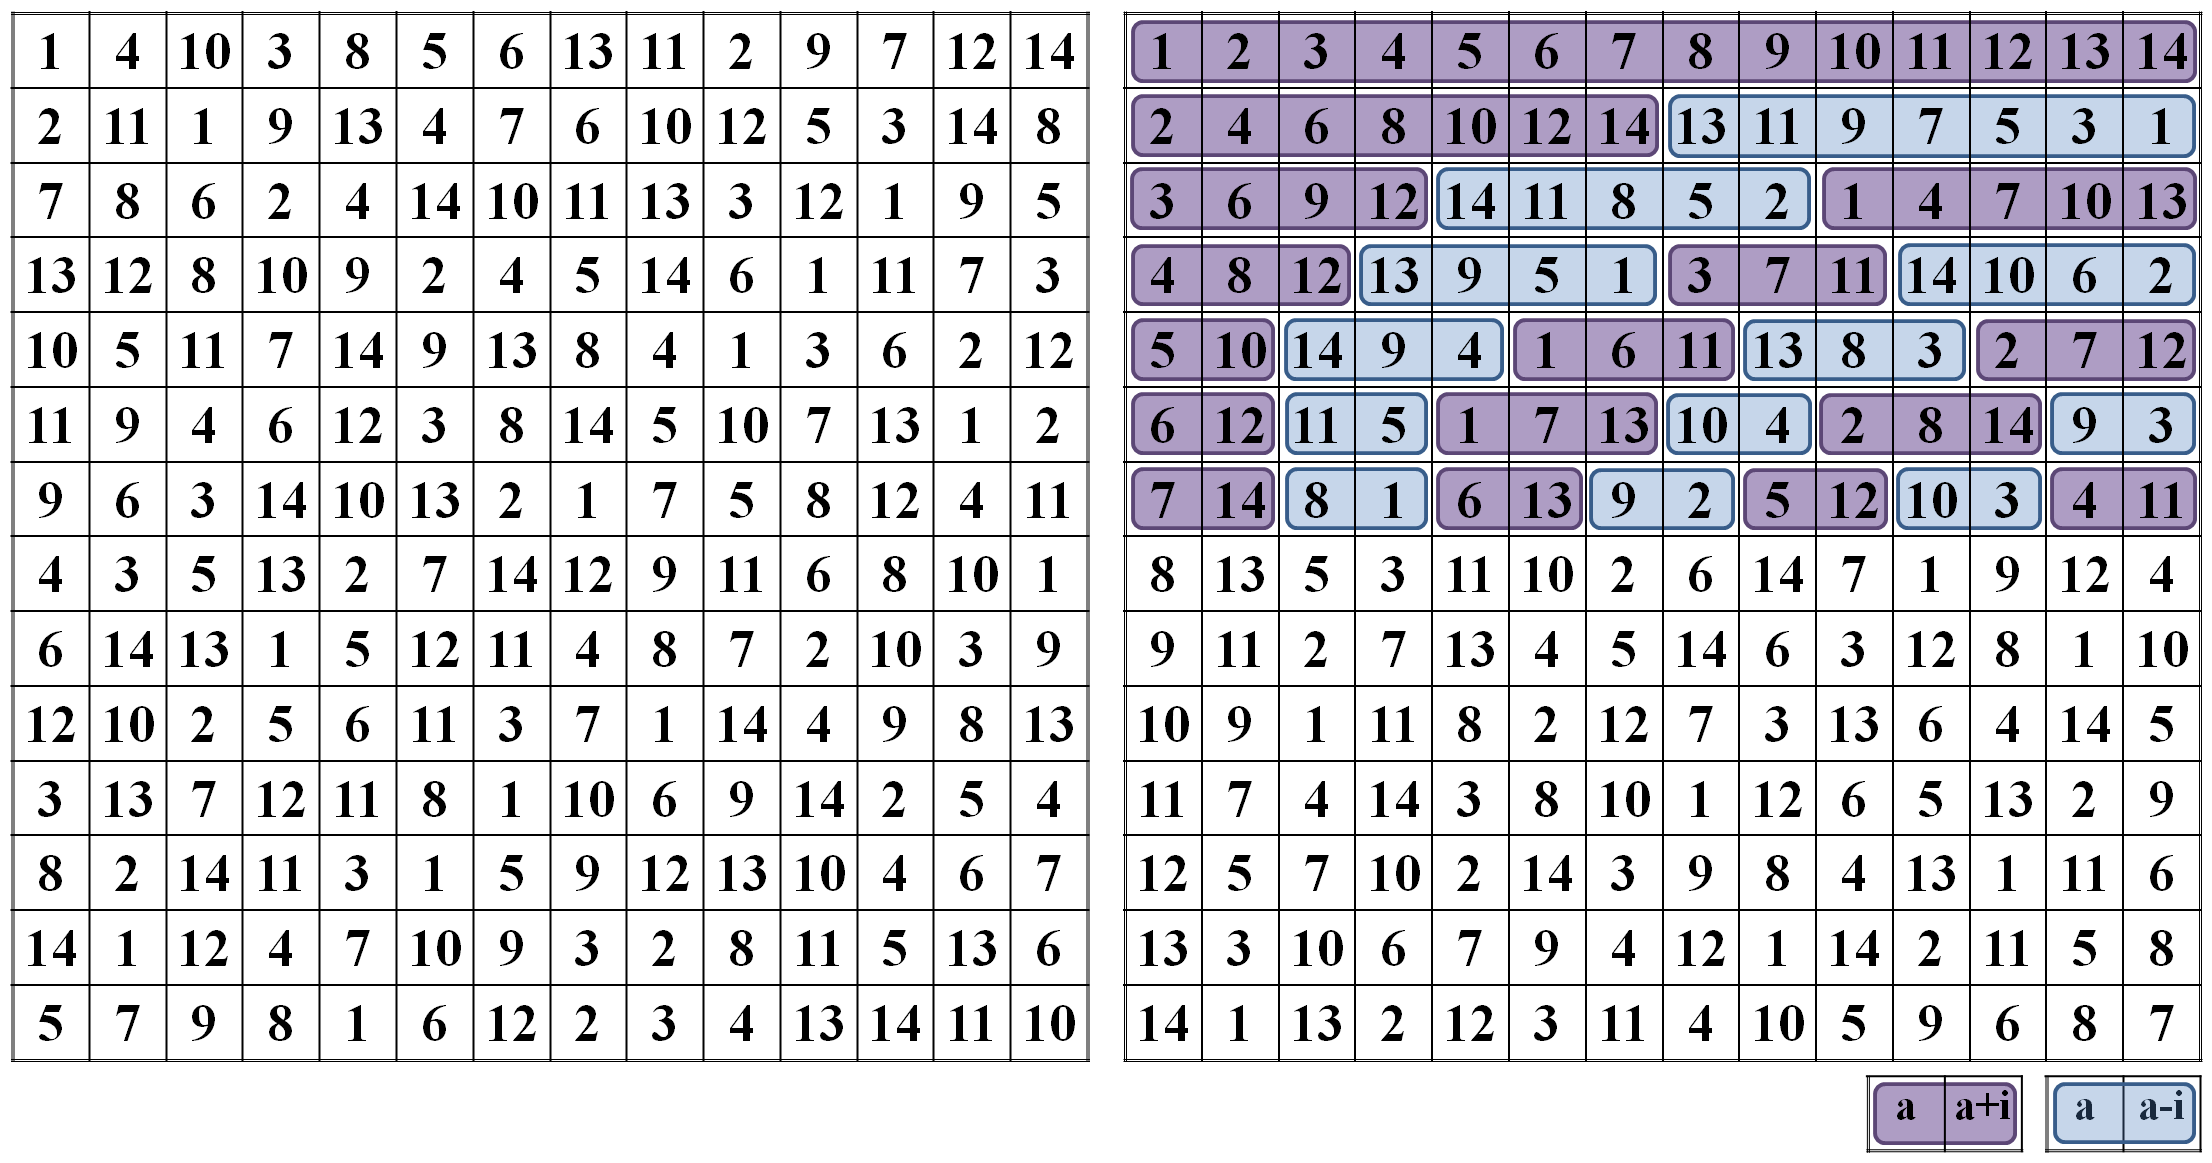 1 4 10 3 8 5 6 13 11 2 9 7 12 14
2 11 1 9 13 4 7 6 10 12 5 3 14 8
7 8 6 2 4 14 10 11 13 3 12 1 9 5
13 12 8 10 9 2 4 5 14 6 1 11 7 3
10 5 11 7 14 9 13 8 4 1 3 6 2 12
11 9 4 6 12 3 8 14 5 10 7 13 1 2
9 6 3 14 10 13 2 1 7 5 8 12 4 11
4 3 5 13 2 7 14 12 9 11 6 8 10 1
6 14 13 1 5 12 11 4 8 7 2 10 3 9
12 10 2 5 6 11 3 7 1 14 4 9 8 13
3 13 7 12 11 8 1 10 6 9 14 2 5 4
8 2 14 11 3 1 5 9 12 13 10 4 6 7
14 1 12 4 7 10 9 3 2 8 11 5 13 6
5 7 9 8 1 6 12 2 3 4 13 14 11 10
1 2 3 4 5 6 7 8 9 10 11 12 13 14
2 4 6 8 10 12 14 13 11 9 7 5 3 1
3 6 9 12 14 11 8 5 2 1 4 7 10 13
4 8 12 13 9 5 1 3 7 11 14 10 6 2
5 10 14 9 4 1 6 11 13 8 3 2 7 12
6 12 11 5 1 7 13 10 4 2 8 14 9 3
7 14 8 1 6 13 9 2 5 12 10 3 4 11
8 13 5 3 11 10 2 6 14 7 1 9 12 4
9 11 2 7 13 4 5 14 6 3 12 8 1 10
10 9 1 11 8 2 12 7 3 13 6 4 14 5
11 7 4 14 3 8 10 1 12 6 5 13 2 9
12 5 7 10 2 14 3 9 8 4 13 1 11 6
13 3 10 6 7 9 4 12 1 14 2 11 5 8
14 1 13 2 12 3 11 4 10 5 9 6 8 7
a a+i a a-i